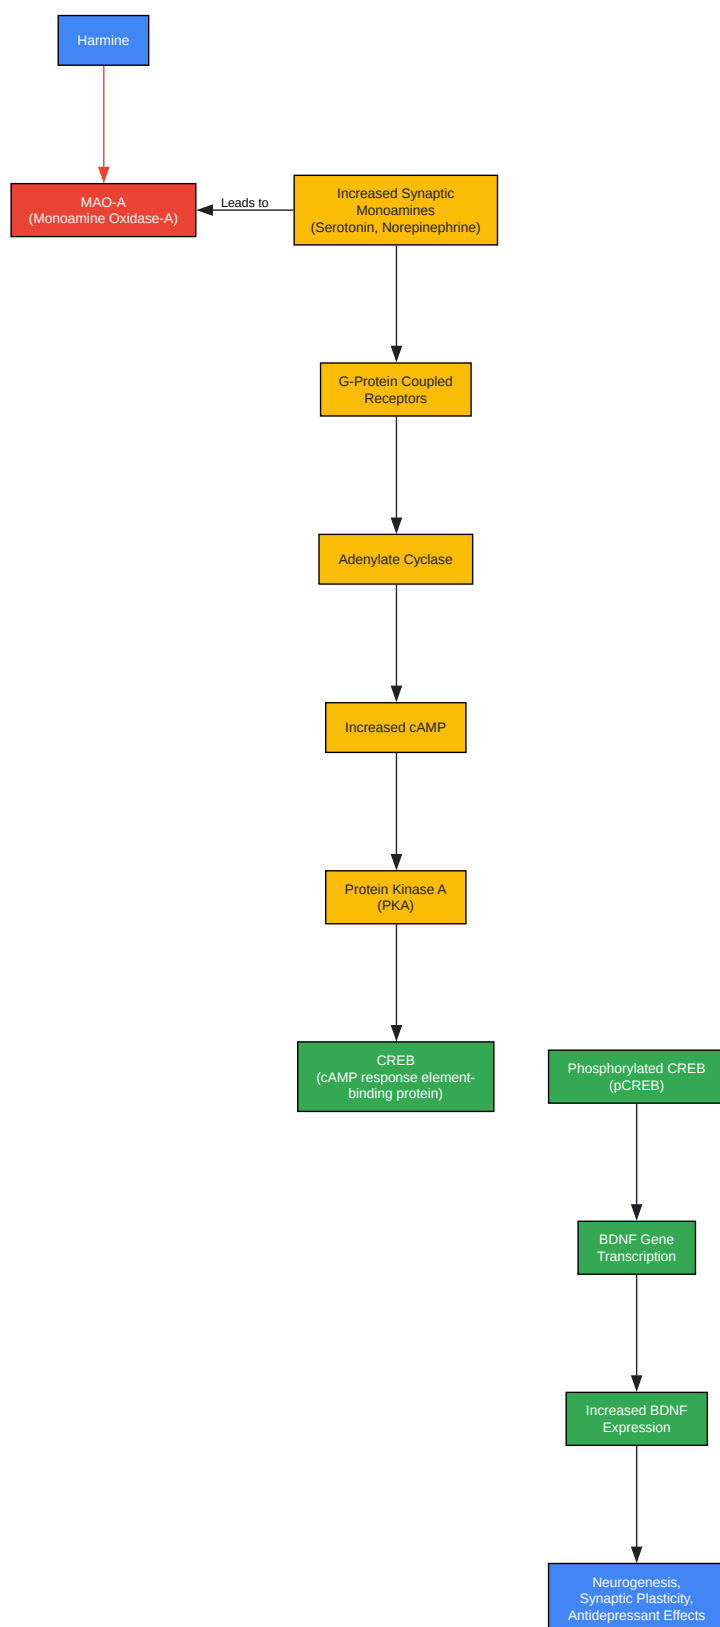 Harmine
MAO-A
(Monoamine Oxidase-A)
Leads to
Increased Synaptic
Monoamines
(Serotonin, Norepinephrine)
G-Protein Coupled
Receptors
Adenylate Cyclase
Increased cAMP
Protein Kinase A
(PKA)
CREB
(cAMP response element-
binding protein)
Phosphorylated CREB
(pCREB)
BDNF Gene
Transcription
Increased BDNF
Expression
Neurogenesis,
Synaptic Plasticity,
Antidepressant Effects